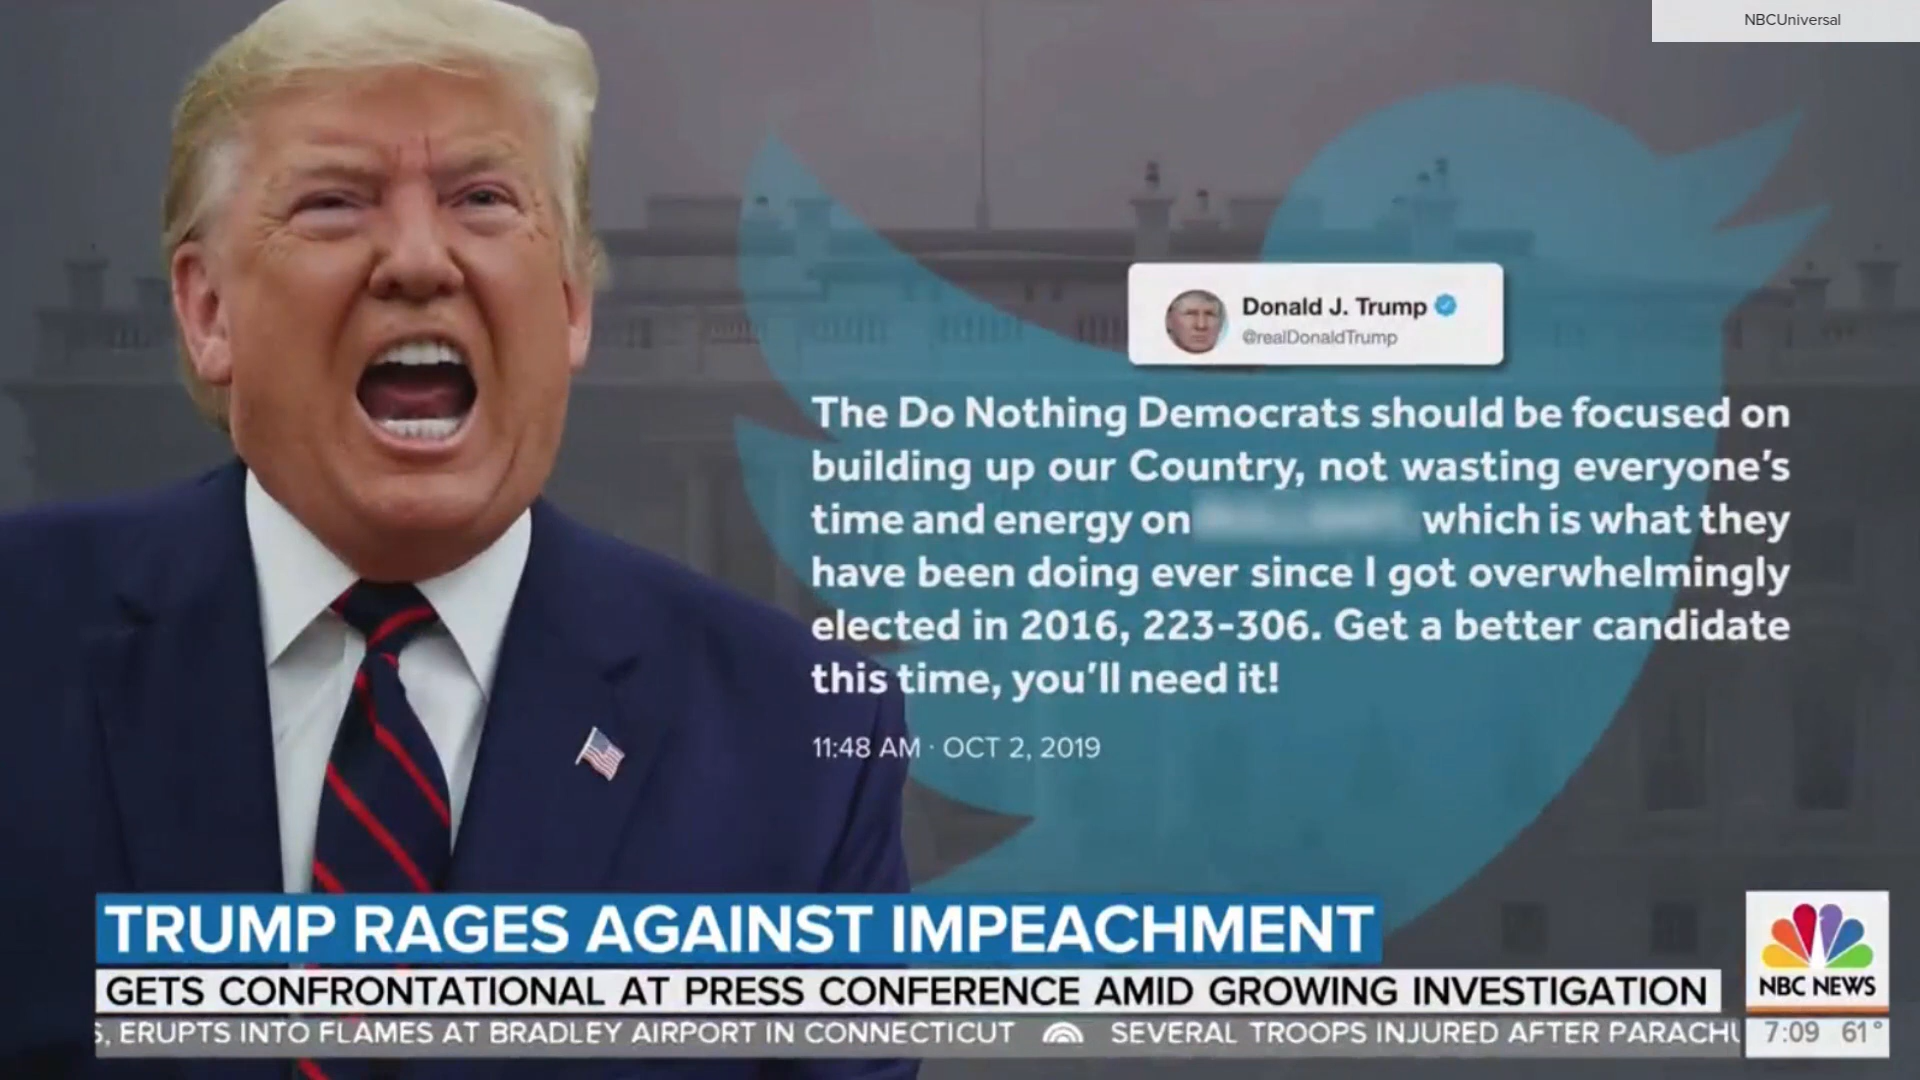 NBCUniversal
Donald J. Trump
@realDonaldTrump
The Do Nothing Democrats should be focused on
building up our Country, not wasting everyone's
time and energy on which is what they
have been doing ever since I got overwhelmingly
elected in 2016, 223-306. Get a better candidate
this time, you'll need it!
11:48 AM · OCT 2, 2019
TRUMP RAGES AGAINST IMPEACHMENT
GETS CONFRONTATIONAL AT PRESS CONFERENCE AMID GROWING INVESTIGATION
NBC NEWS
, ERUPTS INTO FLAMES AT BRADLEY AIRPORT IN CONNECTICUT SEVERAL TROOPS INJURED AFTER
7:09 61°